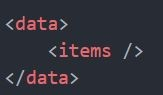 <data>
    <items />
</data>